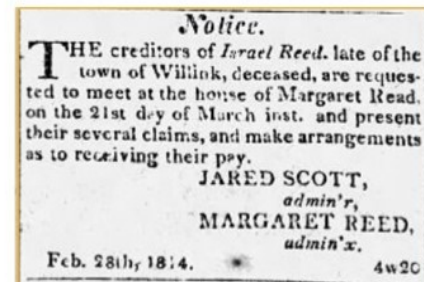 Notice.
THE creditors of Israel Reed. late of the
town of Willink, deceased, are reques-
ted to meet at the house of Margaret Read.
on the 21st dey of March inst. and present
their several claims, and make arrangements
as to receiving their pay.
JARED SCOTT,
admin'r,
MARGARET REED,
admin'x.
Feb. 28th, 1814.
4w20